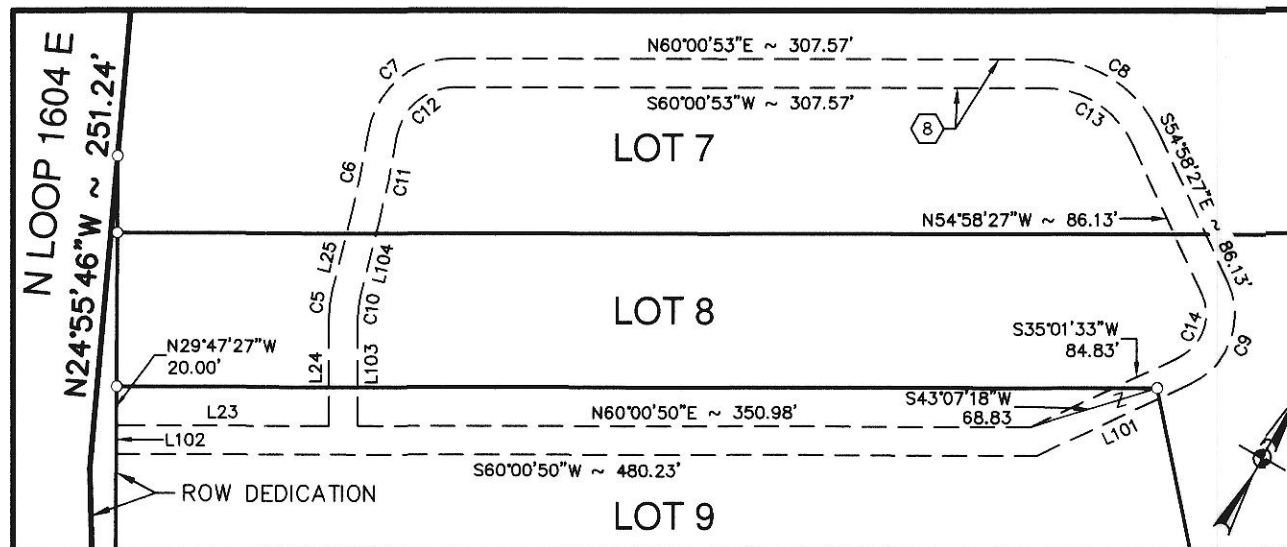 N LOOP 1604 E
N24°55'46"W ~ 251.24'
N60°00'53"E ~ 307.57'
S60°00'53"W ~ 307.57'
C7
C12
C8
C13
8
LOT 7
C6
C11
S54°58'27"E ~ 86.13'
N54°58'27"W ~ 86.13'
L25
L104
C5
C10
LOT 8
C14
C9
S35°01'33"W
84.83'
N29°47'27"W
20.00'
L24
L103
S43°07'18"W
68.83
L23
N60°00'50"E ~ 350.98'
Z
L101
L102
S60°00'50"W ~ 480.23'
ROW DEDICATION
LOT 9